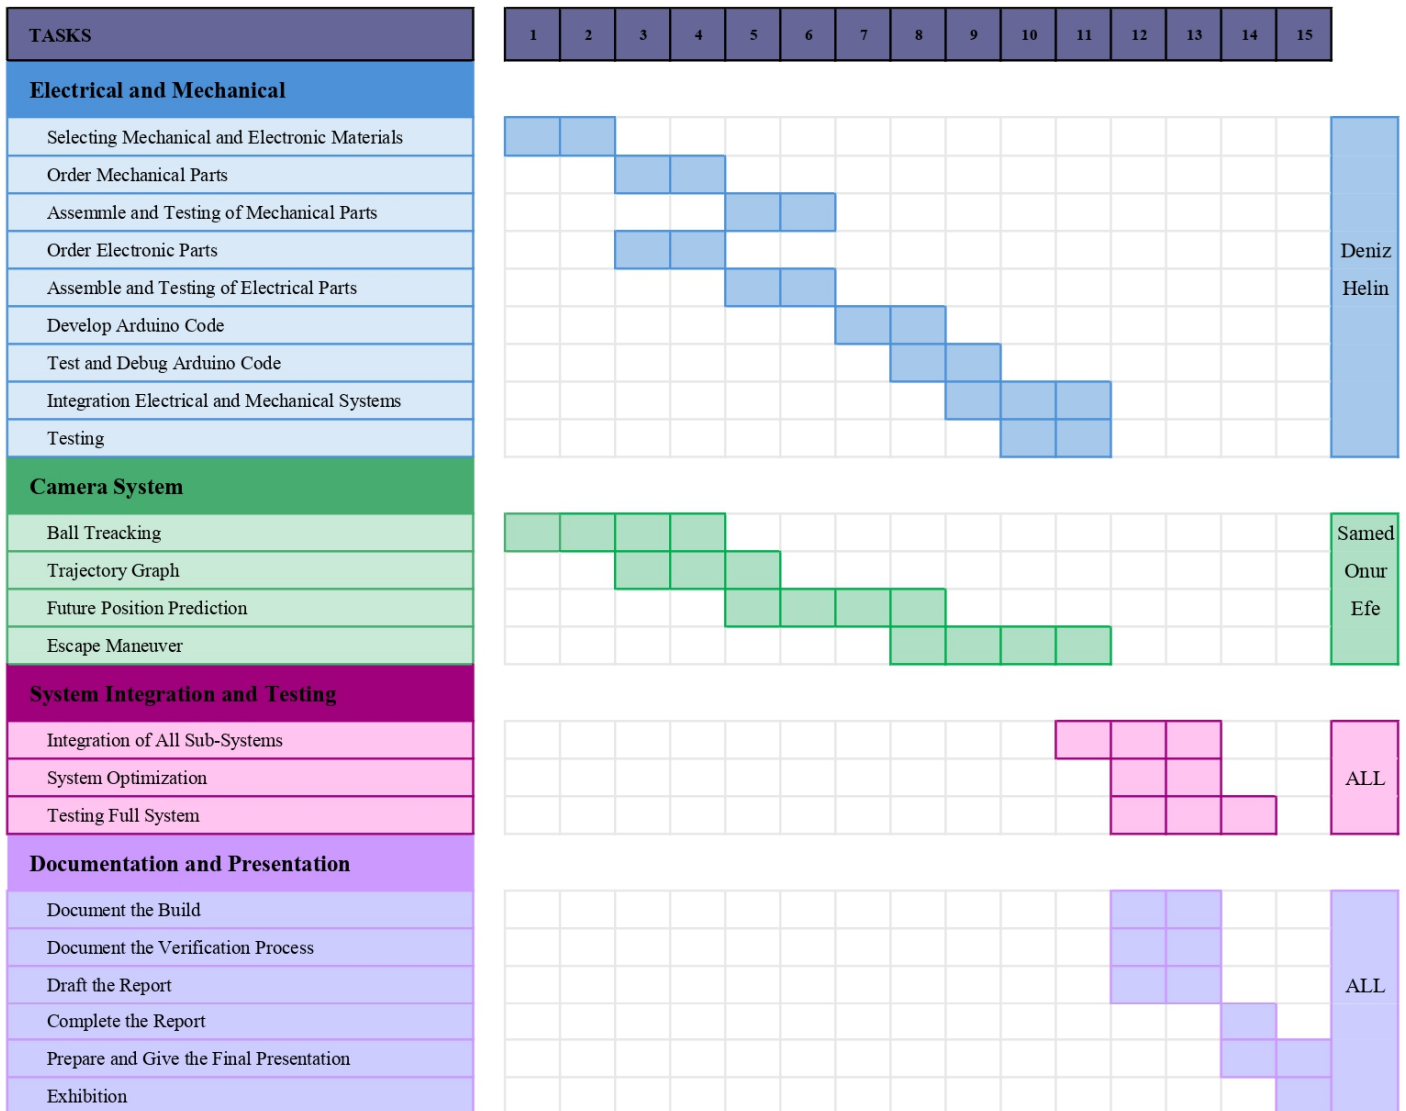 TASKS 1 2 3 4 5 6 7 8 9 10 11 12 13 14 15
Electrical and Mechanical
Selecting Mechanical and Electronic Materials
Order Mechanical Parts
Assemmle and Testing of Mechanical Parts
Order Electronic Parts
Deniz
Assemble and Testing of Electrical Parts
Helin
Develop Arduino Code
Test and Debug Arduino Code
Integration Electrical and Mechanical Systems
Testing
Camera System
Ball Treacking
Samed
Trajectory Graph
Onur
Future Position Prediction
Efe
Escape Maneuver
System Integration and Testing
Integration of All Sub-Systems
System Optimization
ALL
Testing Full System
Documentation and Presentation
Document the Build
Document the Verification Process
Draft the Report
ALL
Complete the Report
Prepare and Give the Final Presentation
Exhibition